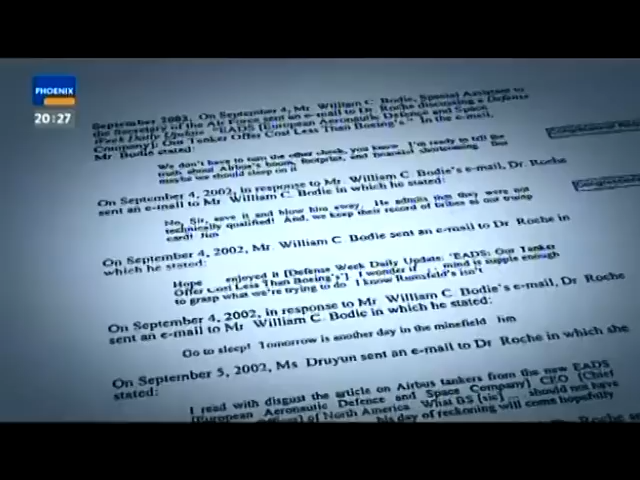 PHOENIX
20:27
September 2002, On September 4, Mr. William C. Bodie, Special Assistant to
the Secretary of the Air Force sent an e-mail to Dr. Roche discussing a Defense
Week Daily Update "EADS [European Aeronautic Defence and Space
Company]: Our Tanker Offer Cost Less Than Boeing's" In the e-mail,
Mr. Bodie stated:
We don't have to turn the other cheek, you know. I'm ready to tell the
truth about Airbus's boom, footprint, and financial shortcomings. But
maybe we should sleep on it
On September 4, 2002, in response to Mr. William C. Bodie's e-mail, Dr. Roche
sent an e-mail to Mr. William C. Bodie in which he stated:
No, Sir, save it and blow him away. He admits that they were not
technically qualified! And, we keep their record of bribes as our trump
card! Jim
On September 4, 2002, Mr. William C. Bodie sent an e-mail to Dr. Roche in
which he stated:
Hope enjoyed it [Defense Week Daily Update: "EADS: Our Tanker
Offer Cost Less Than Boeing's"]. I wonder if mind is supple enough
to grasp what we're trying to do I know Rumsfeld's isn't
On September 4, 2002, in response to Mr. William C. Bodie's e-mail, Dr. Roche
sent an e-mail to Mr. William C. Bodie in which he stated:
Go to sleep! Tomorrow is another day in the minefield Jim
On September 5, 2002, Ms Druyun sent an e-mail to Dr Roche in which she
stated:
I read with disgust the article on Airbus tankers from the new EADS
[European Aeronautic Defence and Space Company] CEO [Chief
of North America. What BS [sic] should not have
his day of reckoning will come hopefully